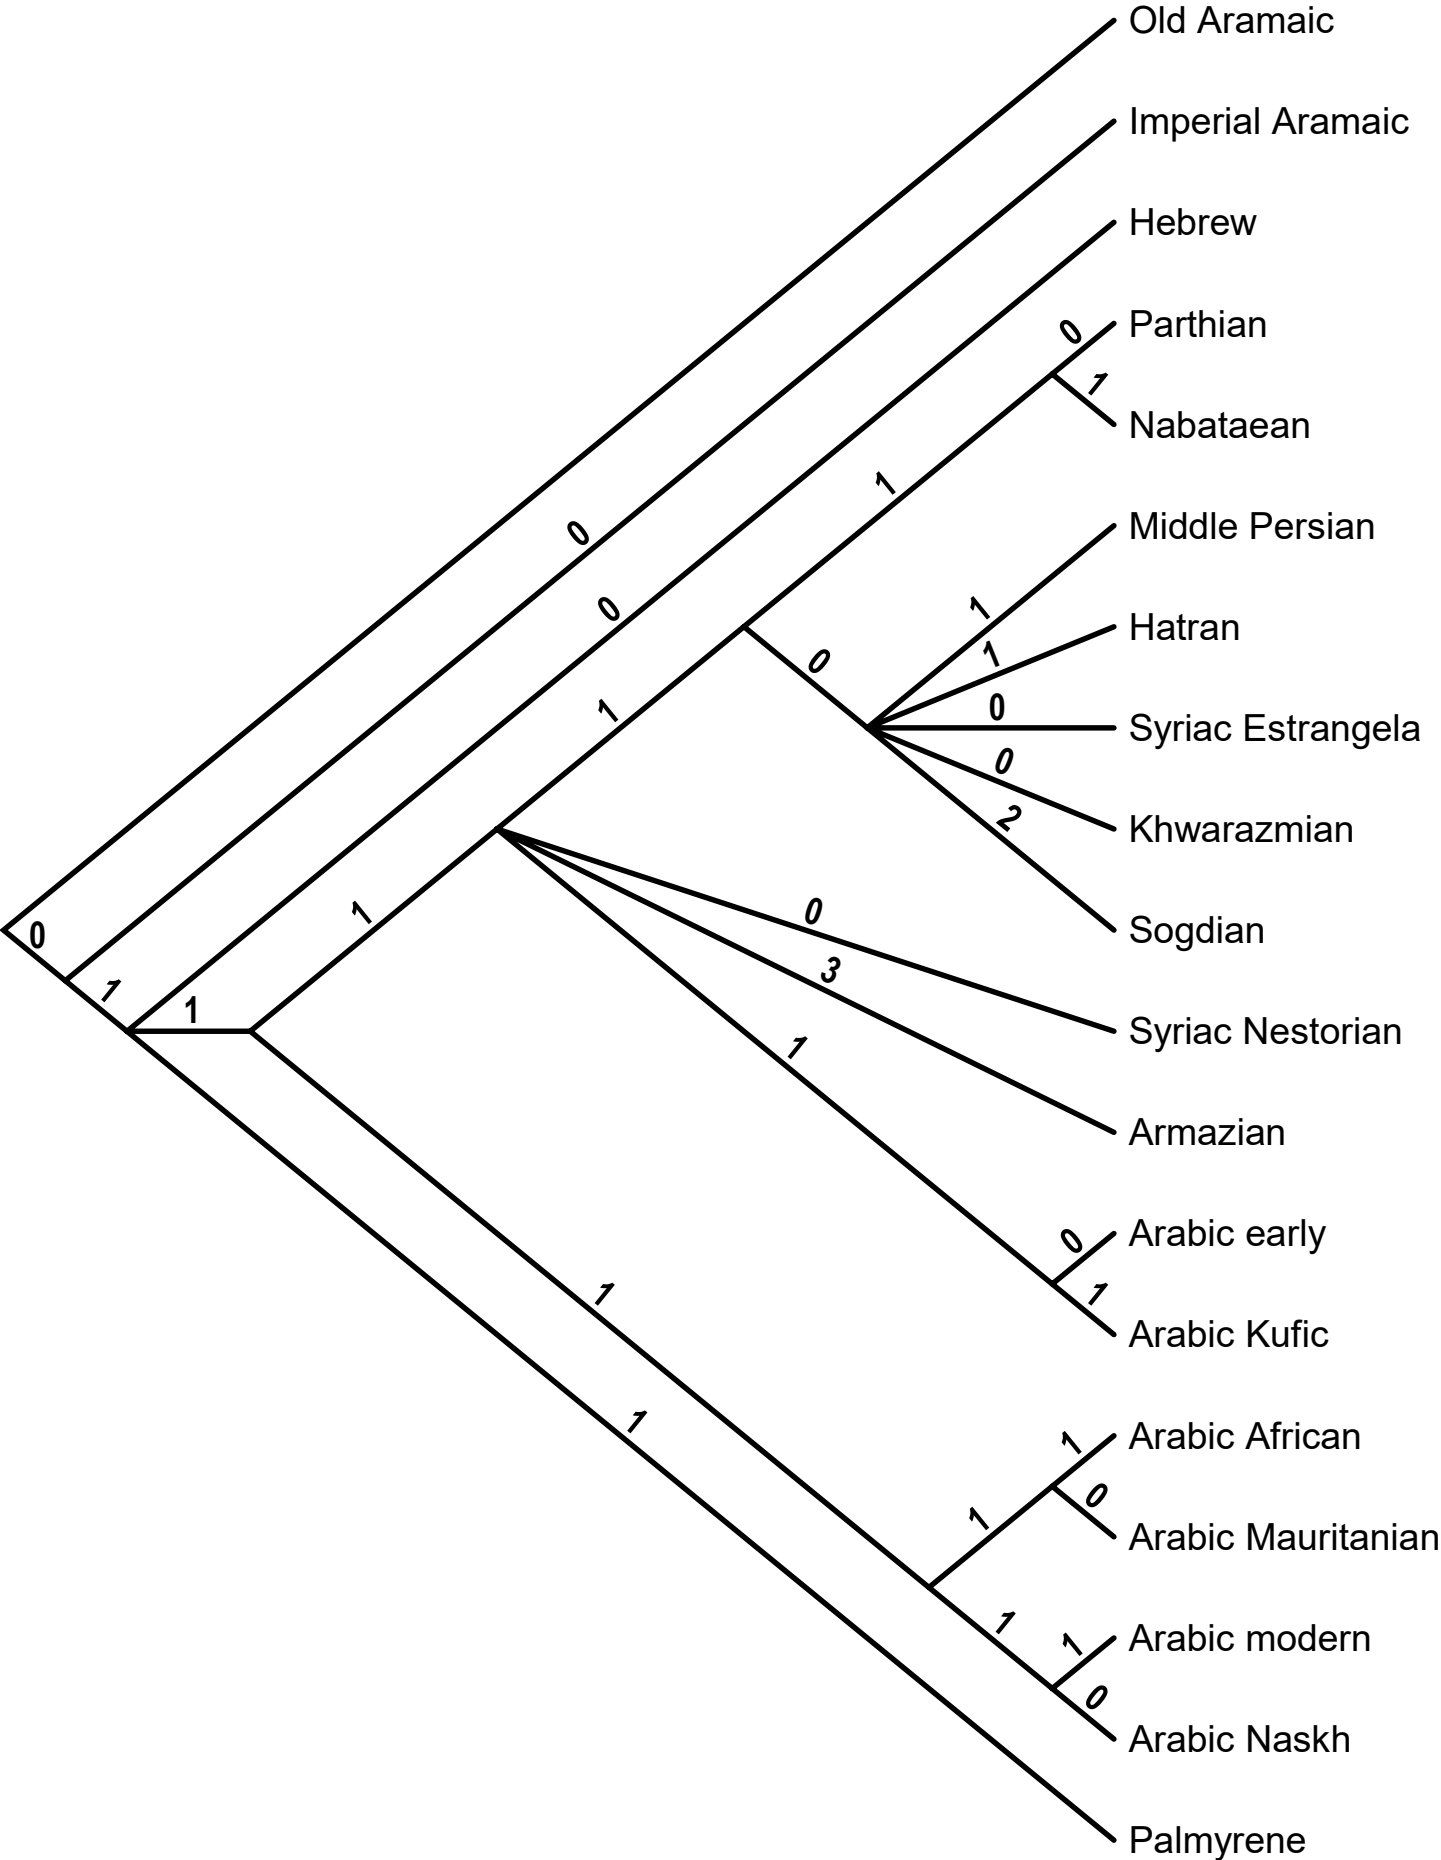 Old Aramaic
Imperial Aramaic
Hebrew
0
Parthian
1
Nabataean
1
0
Middle Persian
1
0
Hatran
1
0
1
0
Syriac Estrangela
0
Khwarazmian
2
1
0
0
Sogdian
3
1
1
Syriac Nestorian
1
Armazian
0
Arabic early
1
1
Arabic Kufic
1
1
Arabic African
0
1
Arabic Mauritanian
1
1
Arabic modern
0
Arabic Naskh
Palmyrene